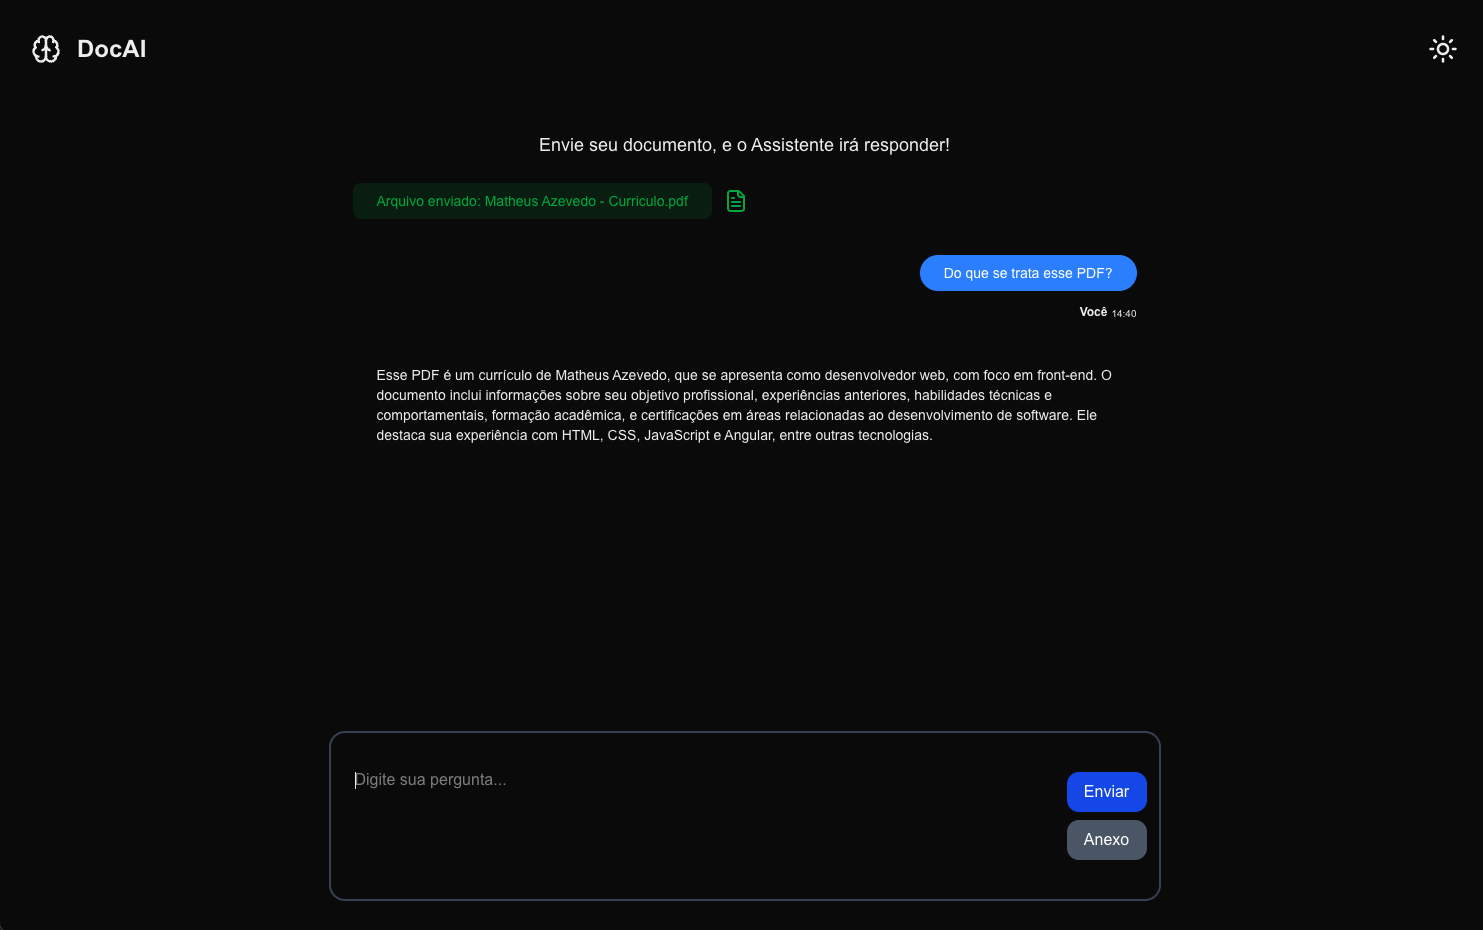 DocAI
Envie seu documento, e o Assistente irá responder!
Arquivo enviado: Matheus Azevedo - Curriculo.pdf
Do que se trata esse PDF?
Você 14:40
Esse PDF é um currículo de Matheus Azevedo, que se apresenta como desenvolvedor web, com foco em front-end. O
documento inclui informações sobre seu objetivo profissional, experiências anteriores, habilidades técnicas e
comportamentais, formação acadêmica, e certificações em áreas relacionadas ao desenvolvimento de software. Ele
destaca sua experiência com HTML, CSS, JavaScript e Angular, entre outras tecnologias.
Digite sua pergunta...
Enviar
Anexo